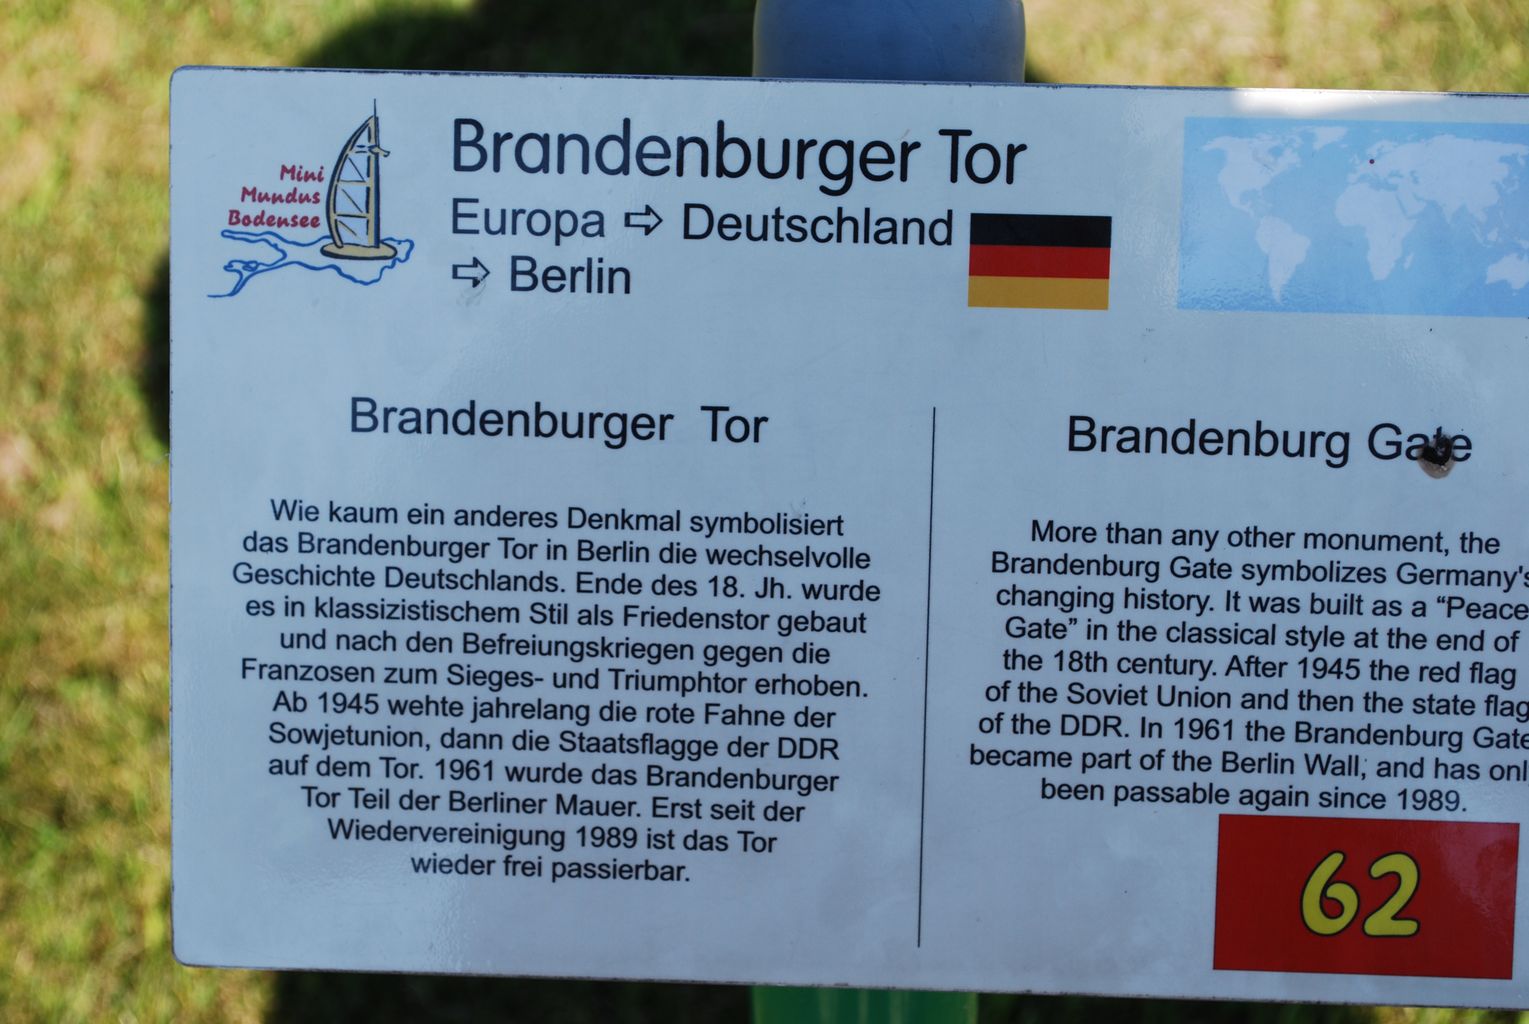 Mini
Mundus
Bodensee
Brandenburger Tor
Europa ⇨ Deutschland
⇨ Berlin
Brandenburger Tor
Wie kaum ein anderes Denkmal symbolisiert
das Brandenburger Tor in Berlin die wechselvolle
Geschichte Deutschlands. Ende des 18. Jh. wurde
es in klassizistischem Stil als Friedenstor gebaut
und nach den Befreiungskriegen gegen die
Franzosen zum Sieges- und Triumphtor erhoben.
Ab 1945 wehte jahrelang die rote Fahne der
Sowjetunion, dann die Staatsflagge der DDR
auf dem Tor. 1961 wurde das Brandenburger
Tor Teil der Berliner Mauer. Erst seit der
Wiedervereinigung 1989 ist das Tor
wieder frei passierbar.
Brandenburg Gate
More than any other monument, the
Brandenburg Gate symbolizes Germany's
changing history. It was built as a “Peace
Gate” in the classical style at the end of
the 18th century. After 1945 the red flag
of the Soviet Union and then the state flag
of the DDR. In 1961 the Brandenburg Gate
became part of the Berlin Wall, and has onl
been passable again since 1989.
62